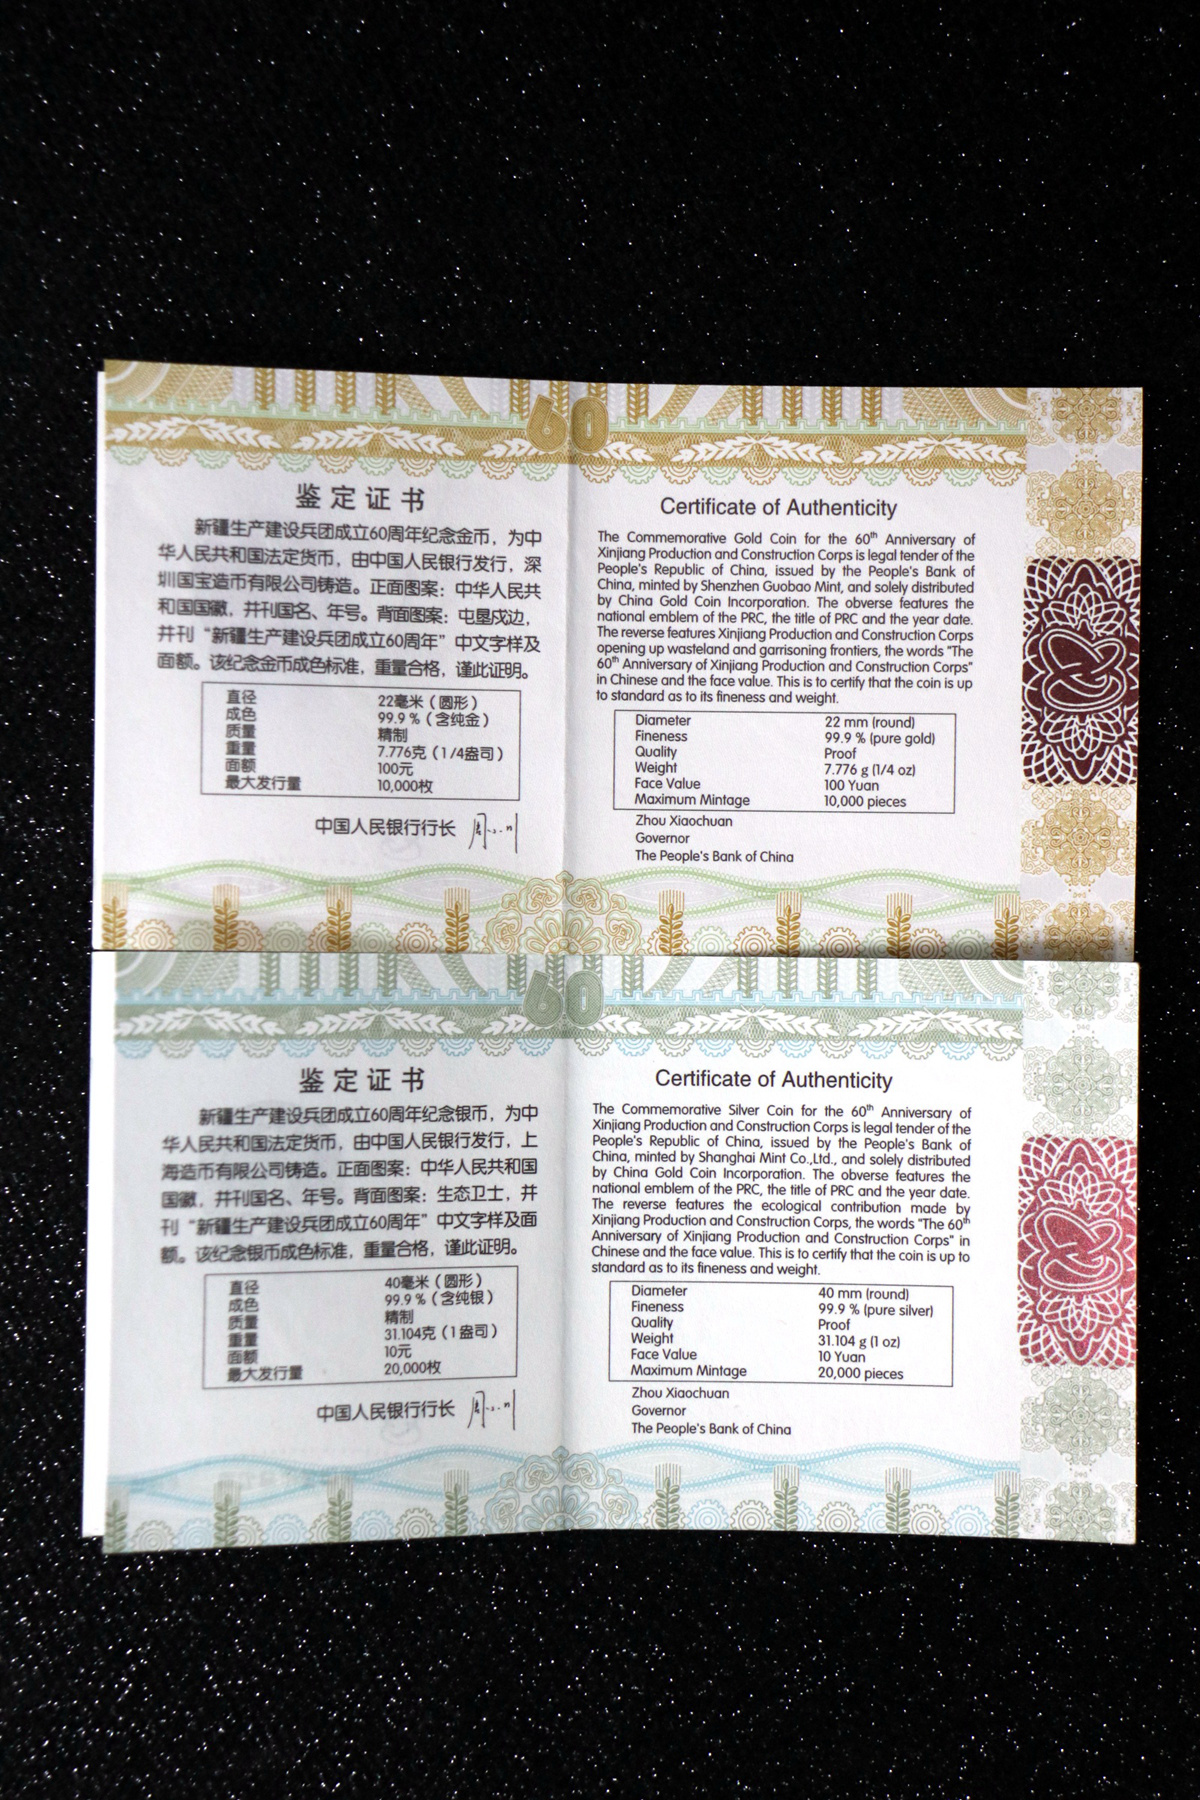 60
鉴定证书
新疆生产建设兵团成立60周年纪念金币，为中
华人民共和国法定货币，由中国人民银行发行，深
圳国宝造币有限公司铸造。正面图案：中华人民共
和国国徽，并刊国名、年号。背面图案：屯垦戍边，
并刊“新疆生产建设兵团成立60周年”中文字样及
面额。该纪念金币成色标准，重量合格，谨此证明。
直径 22毫米（圆形）
成色 99.9％（含纯金）
质量 精制
重量 7.776克（1/4盎司）
面额 100元
最大发行量 10,000枚
中国人民银行行长
Certificate of Authenticity
The Commemorative Gold Coin for the 60th Anniversary of
Xinjiang Production and Construction Corps is legal tender of the
People's Republic of China, issued by the People's Bank of
China, minted by Shenzhen Guobao Mint, and solely distributed
by China Gold Coin Incorporation. The obverse features the
national emblem of the PRC, the title of PRC and the year date.
The reverse features Xinjiang Production and Construction Corps
opening up wasteland and garrisoning frontiers, the words "The
60th Anniversary of Xinjiang Production and Construction Corps"
in Chinese and the face value. This is to certify that the coin is up
to standard as to its fineness and weight.
Diameter 22 mm (round)
Fineness 99.9 % (pure gold)
Quality Proof
Weight 7.776 g (1/4 oz)
Face Value 100 Yuan
Maximum Mintage 10,000 pieces
Zhou Xiaochuan
Governor
The People's Bank of China
60
鉴定证书
新疆生产建设兵团成立60周年纪念银币，为中
华人民共和国法定货币，由中国人民银行发行，上
海造币有限公司铸造。正面图案：中华人民共和国
国徽，并刊国名、年号。背面图案：生态卫士，并
刊“新疆生产建设兵团成立60周年”中文字样及面
额。该纪念银币成色标准，重量合格，谨此证明。
直径 40毫米（圆形）
成色 99.9％（含纯银）
质量 精制
重量 31.104克（1盎司）
面额 10元
最大发行量 20,000枚
中国人民银行行长
Certificate of Authenticity
The Commemorative Silver Coin for the 60th Anniversary of
Xinjiang Production and Construction Corps is legal tender of the
People's Republic of China, issued by the People's Bank of
China, minted by Shanghai Mint Co.,Ltd., and solely distributed
by China Gold Coin Incorporation. The obverse features the
national emblem of the PRC, the title of PRC and the year date.
The reverse features the ecological contribution made by
Xinjiang Production and Construction Corps, the words "The 60th
Anniversary of Xinjiang Production and Construction Corps" in
Chinese and the face value. This is to certify that the coin is up to
standard as to its fineness and weight.
Diameter 40 mm (round)
Fineness 99.9 % (pure silver)
Quality Proof
Weight 31.104 g (1 oz)
Face Value 10 Yuan
Maximum Mintage 20,000 pieces
Zhou Xiaochuan
Governor
The People's Bank of China